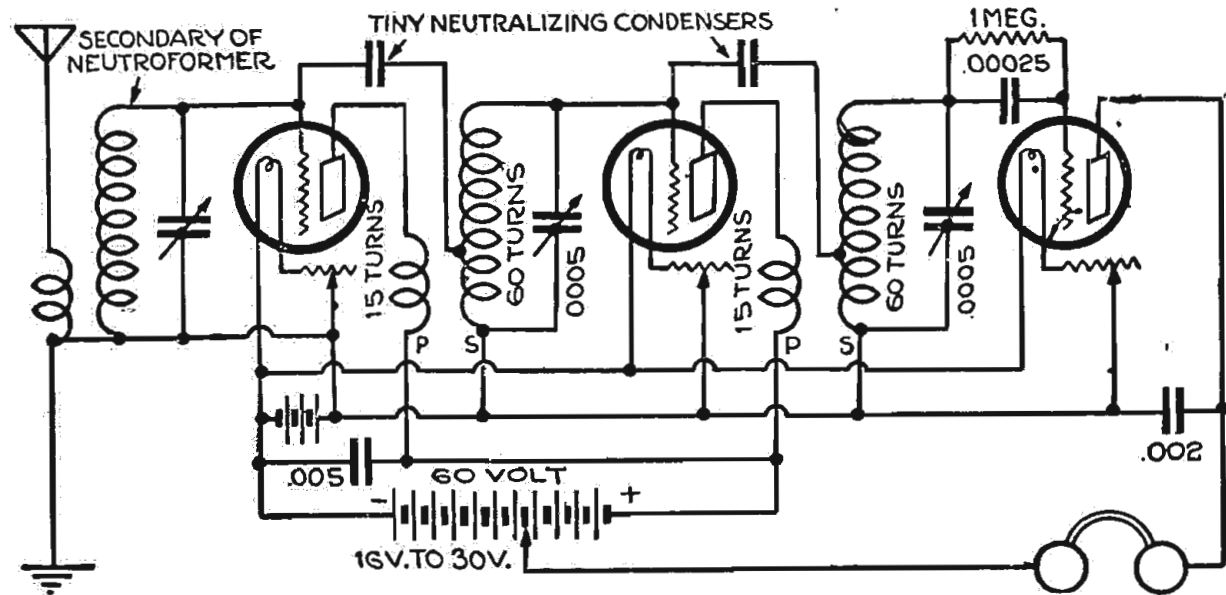 TINY NEUTRALIZING CONDENSERS
1 MEG.
SECONDARY OF
NEUTROFORMER
.00025
15 TURNS
60 TURNS
.0005
15 TURNS
60 TURNS
.0005
P
S
P
S
.005
60 VOLT
- +
.002
16V. TO 30V.